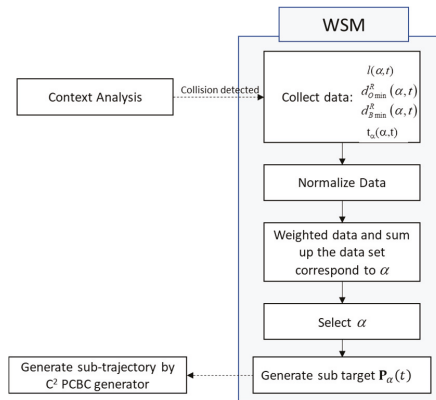 WSM
Context Analysis
Collision detected
Collect data:
l(α,t)
d^R_{O min}(α,t)
d^R_{B min}(α,t)
t_α(α,t)
Normalize Data
Weighted data and sum
up the data set
correspond to α
Select α
Generate sub-trajectory by
C² PCBC generator
Generate sub target P_α(t)